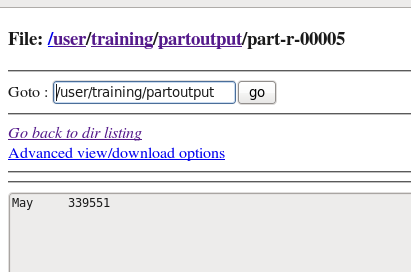 File: /user/training/partoutput/part-r-00005
Goto : /user/training/partoutput go
Go back to dir listing
Advanced view/download options
May 339551